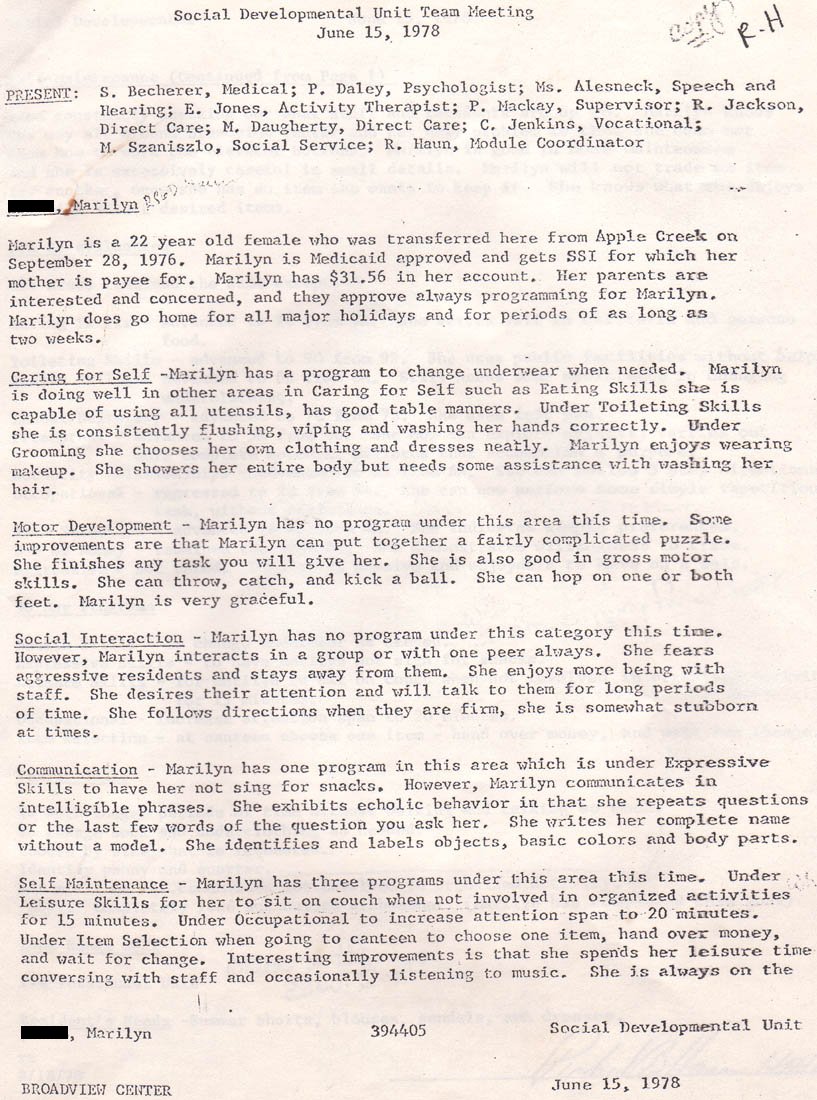 Social Developmental Unit Team Meeting
June 15, 1978
copy
R-H
PRESENT: S. Becherer, Medical; P. Daley, Psychologist; Ms. Alesneck, Speech and
Hearing; E. Jones, Activity Therapist; P. Mackay, Supervisor; R. Jackson,
Direct Care; M. Daugherty, Direct Care; C. Jenkins, Vocational;
M. Szaniszlo, Social Service; R. Haun, Module Coordinator
, Marilyn
Marilyn is a 22 year old female who was transferred here from Apple Creek on
September 28, 1976. Marilyn is Medicaid approved and gets SSI for which her
mother is payee for. Marilyn has $31.56 in her account. Her parents are
interested and concerned, and they approve always programming for Marilyn.
Marilyn does go home for all major holidays and for periods of as long as
two weeks.
Caring for Self -Marilyn has a program to change underwear when needed. Marilyn
is doing well in other areas in Caring for Self such as Eating Skills she is
capable of using all utensils, has good table manners. Under Toileting Skills
she is consistently flushing, wiping and washing her hands correctly. Under
Grooming she chooses her own clothing and dresses neatly. Marilyn enjoys wearing
makeup. She showers her entire body but needs some assistance with washing her
hair.
Motor Development - Marilyn has no program under this area this time. Some
improvements are that Marilyn can put together a fairly complicated puzzle.
She finishes any task you will give her. She is also good in gross motor
skills. She can throw, catch, and kick a ball. She can hop on one or both
feet. Marilyn is very graceful.
Social Interaction - Marilyn has no program under this category this time.
However, Marilyn interacts in a group or with one peer always. She fears
aggressive residents and stays away from them. She enjoys more being with
staff. She desires their attention and will talk to them for long periods
of time. She follows directions when they are firm, she is somewhat stubborn
at times.
Communication - Marilyn has one program in this area which is under Expressive
Skills to have her not sing for snacks. However, Marilyn communicates in
intelligible phrases. She exhibits echolic behavior in that she repeats questions
or the last few words of the question you ask her. She writes her complete name
without a model. She identifies and labels objects, basic colors and body parts.
Self Maintenance - Marilyn has three programs under this area this time. Under
Leisure Skills for her to sit on couch when not involved in organized activities
for 15 minutes. Under Occupational to increase attention span to 20 minutes.
Under Item Selection when going to canteen to choose one item, hand over money,
and wait for change. Interesting improvements is that she spends her leisure time
conversing with staff and occasionally listening to music. She is always on the
, Marilyn 394405 Social Developmental Unit
BROADVIEW CENTER June 15, 1978